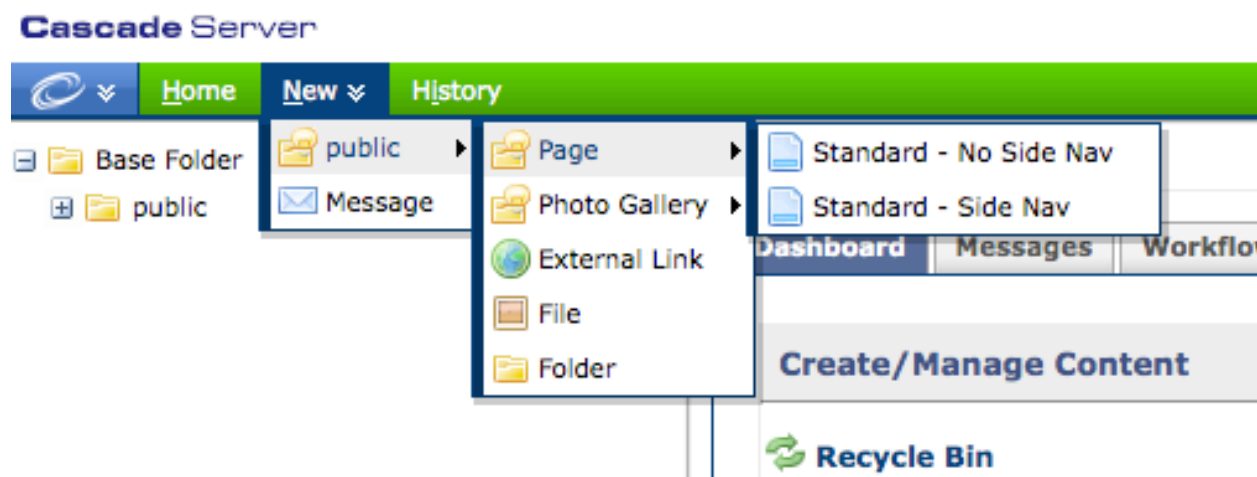 Cascade Server
Home New History
Base Folder
public
public
Message
Page
Photo Gallery
External Link
File
Folder
Standard - No Side Nav
Standard - Side Nav
Dashboard Messages
Create/Manage Content
Recycle Bin